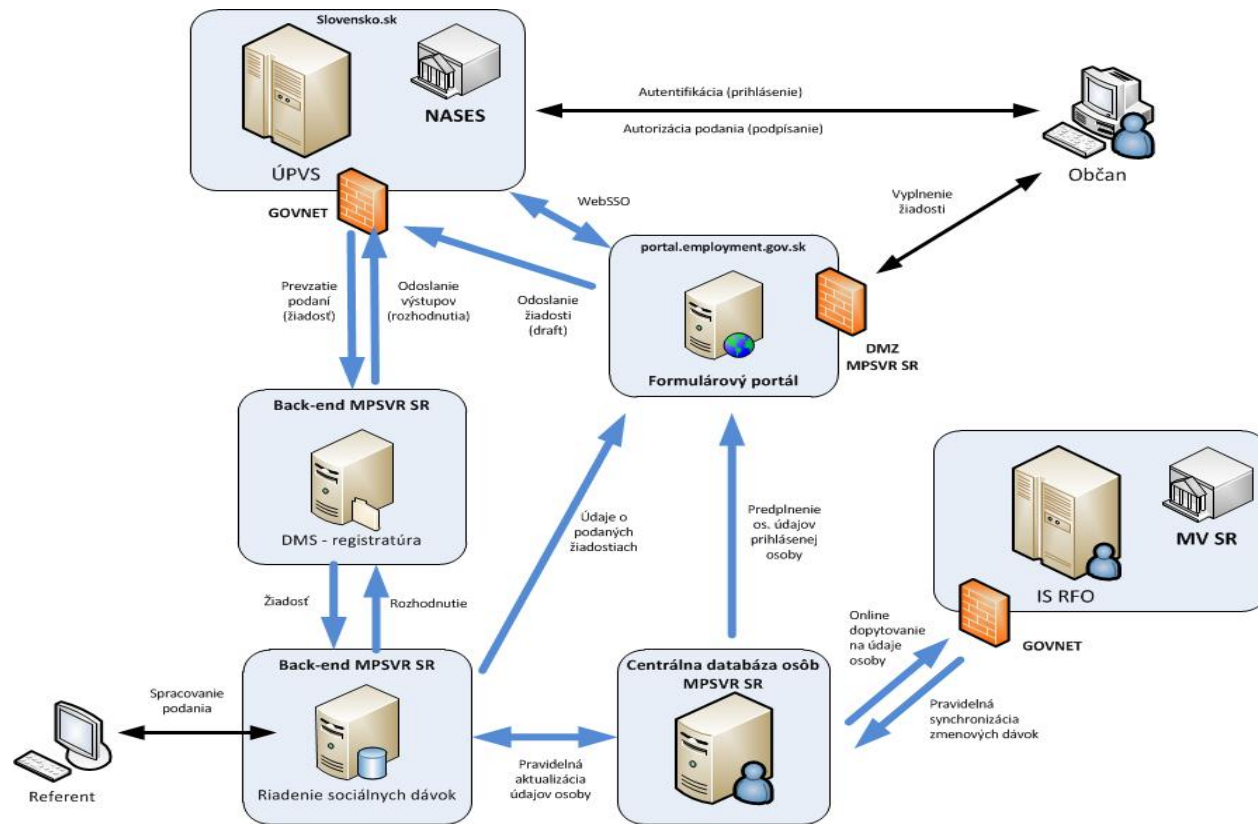 Slovensko.sk
NASES
ÚPVS
GOVNET
Autentifikácia (prihlásenie)
Autorizácia podania (podpísanie)
Občan
WebSSO
Vyplnenie
žiadosti
portal.employment.gov.sk
Formulárový portál
DMZ
MPSVR SR
Prevzatie
podaní
(žiadosť)
Odoslanie
výstupov
(rozhodnutia)
Odoslanie
žiadosti
(draft)
Back-end MPSVR SR
DMS - registratúra
Údaje o
podaných
žiadostiach
Predplnenie
os. údajov
prihlásenej
osoby
MV SR
IS RFO
GOVNET
Žiadosť
Rozhodnutie
Online
dopytovanie
na údaje
osoby
Pravidelná
synchronizácia
zmenových dávok
Back-end MPSVR SR
Riadenie sociálnych dávok
Centrálna databáza osôb
MPSVR SR
Spracovanie
podania
Referent
Pravidelná
aktualizácia
údajov osoby